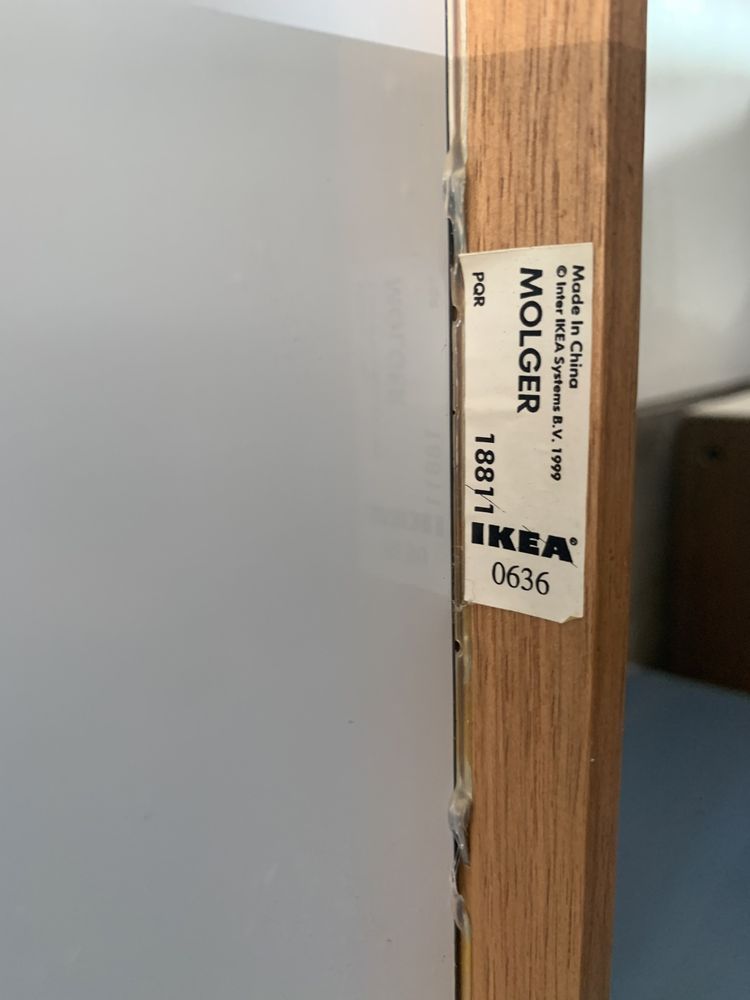 Made in China
© Inter IKEA Systems B.V. 1999
MOLGER
PQR 18811
IKEA®
0636